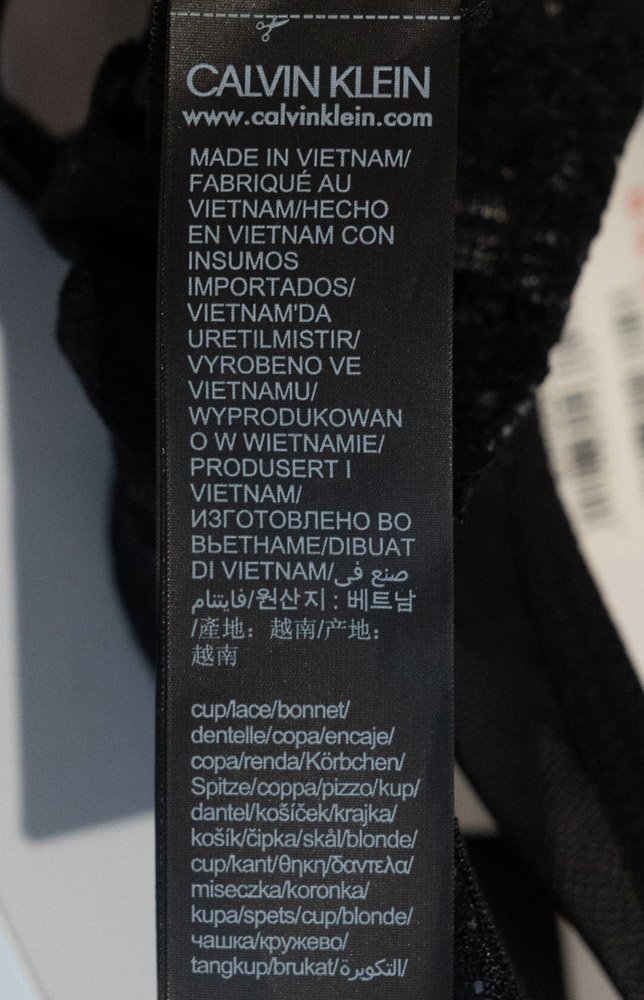 CALVIN KLEIN
www.calvinklein.com
MADE IN VIETNAM/
FABRIQUÉ AU
VIETNAM/HECHO
EN VIETNAM CON
INSUMOS
IMPORTADOS/
VIETNAM'DA
URETILMISTIR/
VYROBENO VE
VIETNAMU/
WYPRODUKOWAN
O W WIETNAMIE/
PRODUSERT I
VIETNAM/
ИЗГОТОВЛЕНО ВО
ВЬЕТНАМЕ/DIBUAT
DI VIETNAM/صنع في
فايتنام/원산지 : 베트남
/產地：越南/产地：
越南
cup/lace/bonnet/
dentelle/copa/encaje/
copa/renda/Körbchen/
Spitze/coppa/pizzo/kup/
dantel/košíček/krajka/
košík/čipka/skål/blonde/
cup/kant/θηκη/δαντελα/
miseczka/koronka/
kupa/spets/cup/blonde/
чашка/кружево/
tangkup/brukat/التكويرة/